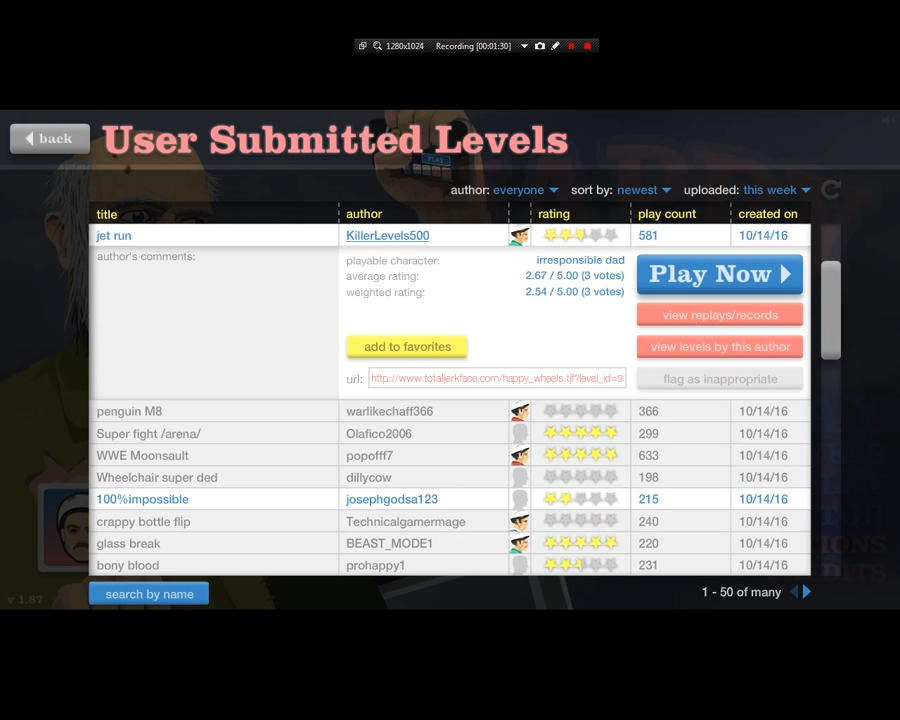 1280x1024 Recording [00:01:30]
back
User Submitted Levels
PLAY
author: everyone sort by: newest uploaded: this week
title author rating play count created on
jet run KillerLevels500 581 10/14/16
author's comments:
playable character: irresponsible dad
average rating: 2.67 / 5.00 (3 votes)
weighted rating: 2.54 / 5.00 (3 votes)
Play Now
view replays/records
add to favorites
view levels by this author
url: http://www.totaljerkface.com/happy_wheels.tjf?level_id=9
flag as inappropriate
penguin M8 warlikechaff366 366 10/14/16
Super fight /arena/ Olafico2006 299 10/14/16
WWE Moonsault popofff7 633 10/14/16
Wheelchair super ded dillycow 198 10/14/16
100%impossible josephgodsa123 215 10/14/16
crappy bottle flip Technicalgamermage 240 10/14/16
glass break BEAST_MODE1 220 10/14/16
bony blood prohappy1 231 10/14/16
search by name
1 - 50 of many
v 1.87